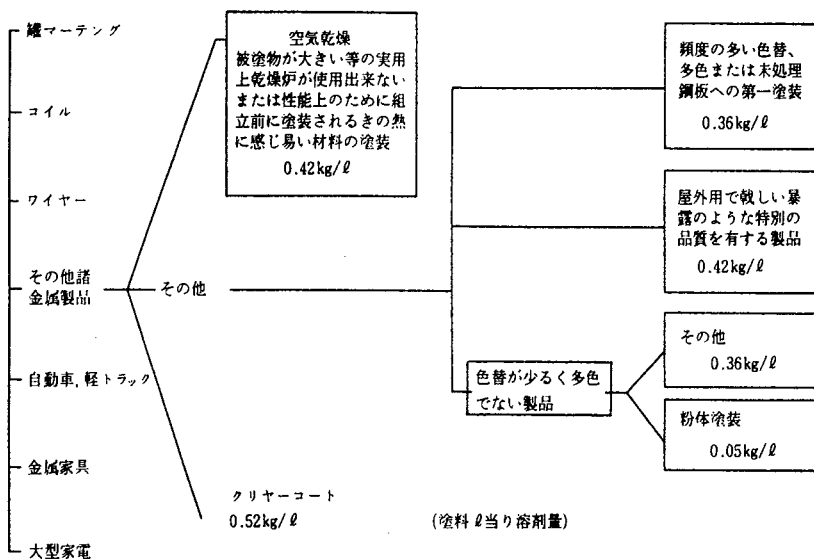 罐マーテング
コイル
ワイヤー
その他諸
金属製品
自動車,軽トラック
金属家具
大型家電
空気乾燥
被塗物が大きい等の実用
上乾燥炉が使用出来ない
または性能上のために組
立前に塗装されるきの熱
に感じ易い材料の塗装
0.42kg/ℓ
その他
クリヤーコート
0.52kg/ℓ
頻度の多い色替、
多色または未処理
鋼板への第一塗装
0.36kg/ℓ
屋外用で戟しい暴
露のような特別の
品質を有する製品
0.42kg/ℓ
色替が少るく多色
でない製品
その他
0.36kg/ℓ
粉体塗装
0.05kg/ℓ
(塗料ℓ当り溶剤量)